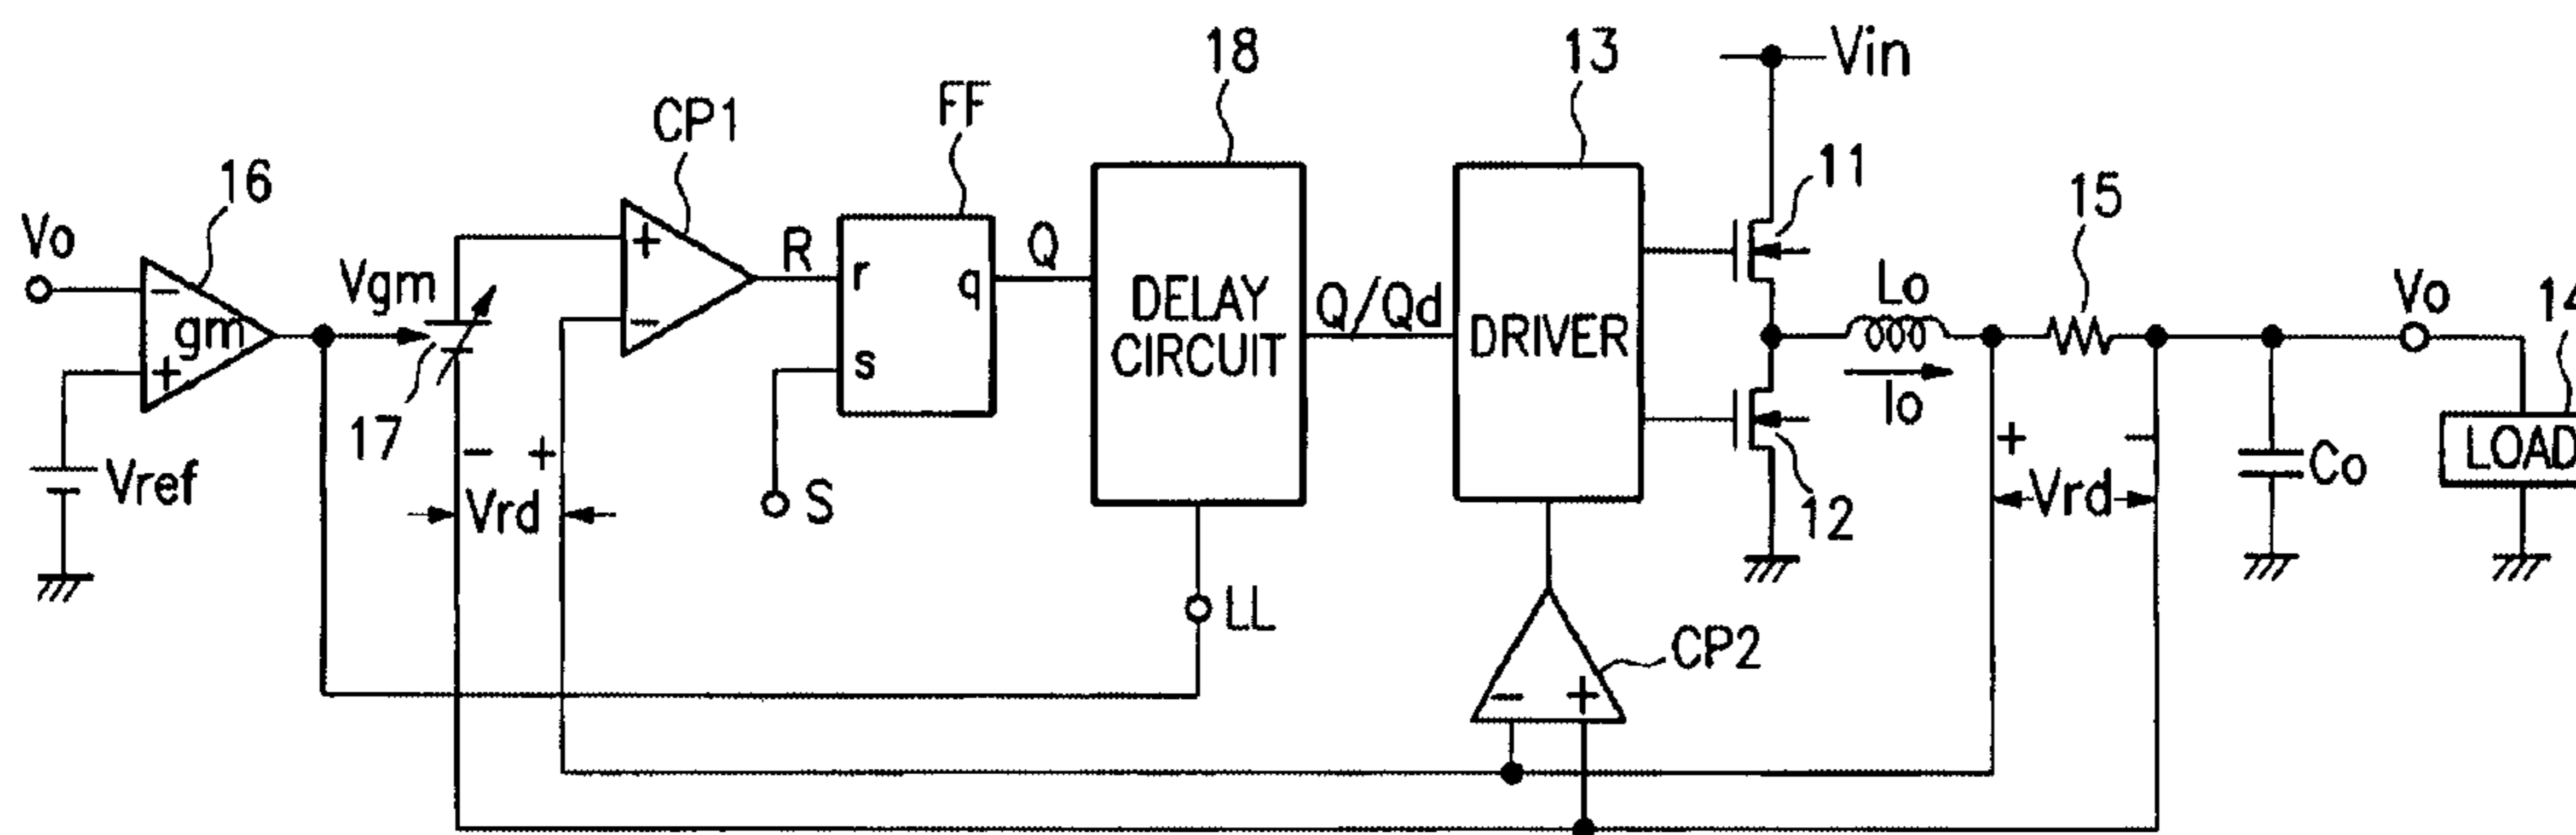 18
13
Vin
FF
CP1
16
11
15
Vo
R
Q
Vgm
r
q
Lo
Vo
14
gm
DELAY
CIRCUIT
Q/Qd
DRIVER
Io
17
s
+
−
Vref
− +
Vrd
S
Vrd
Co
LOAD
12
LL
CP2
− +
+
−
−
+